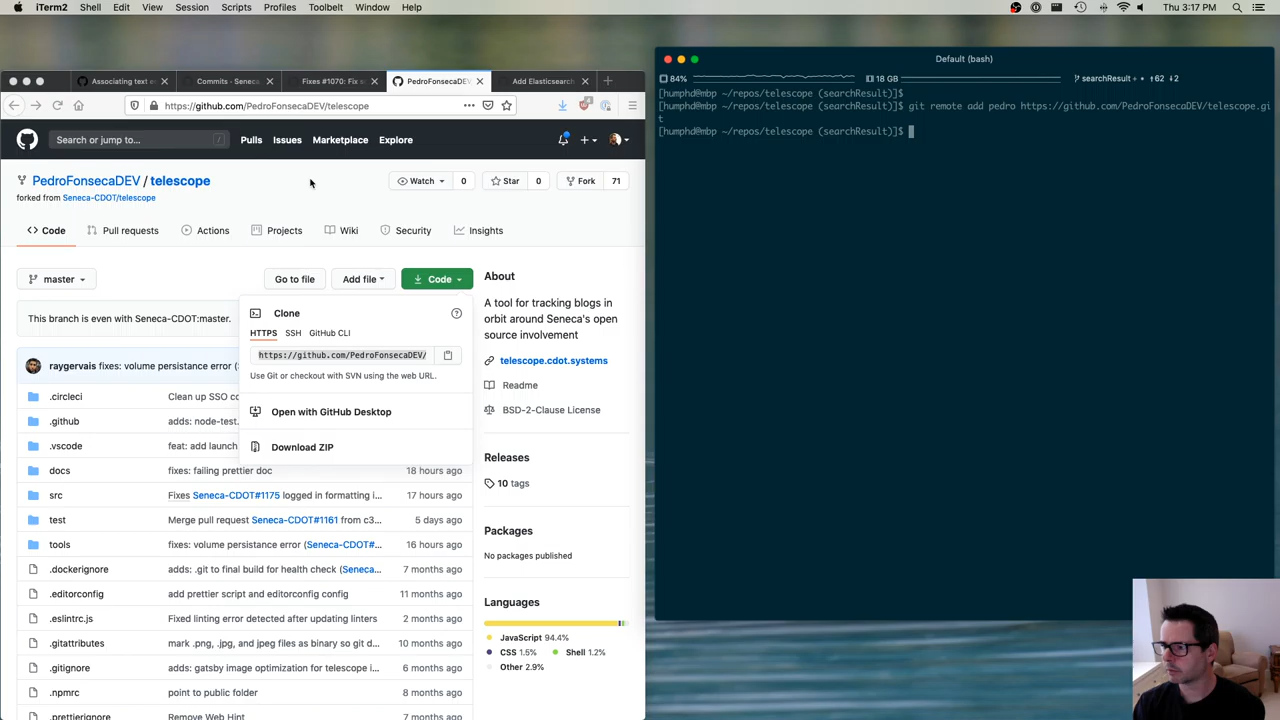 iTerm2 Shell Edit View Session Scripts Profiles Toolbelt Window Help
Thu 3:17 PM
Default (bash)
Associating text e
Commits - Seneca-
Fixes #1070: Fix s
PedroFonsecaDEV/
Add Elasticsearch
84% 18 GB searchResult + • ↑62 ↓2
[humphd@mbp ~/repos/telescope (searchResult)]$
[humphd@mbp ~/repos/telescope (searchResult)]$ git remote add pedro https://github.com/PedroFonsecaDEV/telescope.gi
t
[humphd@mbp ~/repos/telescope (searchResult)]$
https://github.com/PedroFonsecaDEV/telescope
Search or jump to... /
Pulls Issues Marketplace Explore
PedroFonsecaDEV / telescope
Watch 0 Star 0 Fork 71
forked from Seneca-CDOT/telescope
Code Pull requests Actions Projects Wiki Security Insights
master Go to file Add file Code
This branch is even with Seneca-CDOT:master.
Clone
HTTPS SSH GitHub CLI
https://github.com/PedroFonsecaDEV/
Use Git or checkout with SVN using the web URL.
Open with GitHub Desktop
Download ZIP
raygervais fixes: volume persistance error (
.circleci Clean up SSO co
.github adds: node-test.
.vscode feat: add launch
docs fixes: failing prettier doc 18 hours ago
src Fixes Seneca-CDOT#1175 logged in formatting i... 17 hours ago
test Merge pull request Seneca-CDOT#1161 from c3... 5 days ago
tools fixes: volume persistance error (Seneca-CDOT#... 16 hours ago
.dockerignore adds: .git to final build for health check (Seneca... 7 months ago
.editorconfig add prettier script and editorconfig config 11 months ago
.eslintrc.js Fixed linting error detected after updating linters 2 months ago
.gitattributes mark .png, .jpg, and jpeg files as binary so git d... 10 months ago
.gitignore adds: gatsby image optimization for telescope i... 7 months ago
.npmrc point to public folder 8 months ago
.prettierignore Remove Web Hint 7 months ago
About
A tool for tracking blogs in
orbit around Seneca's open
source involvement
telescope.cdot.systems
Readme
BSD-2-Clause License
Releases
10 tags
Packages
No packages published
Languages
JavaScript 94.4%
CSS 1.5% Shell 1.2%
Other 2.9%